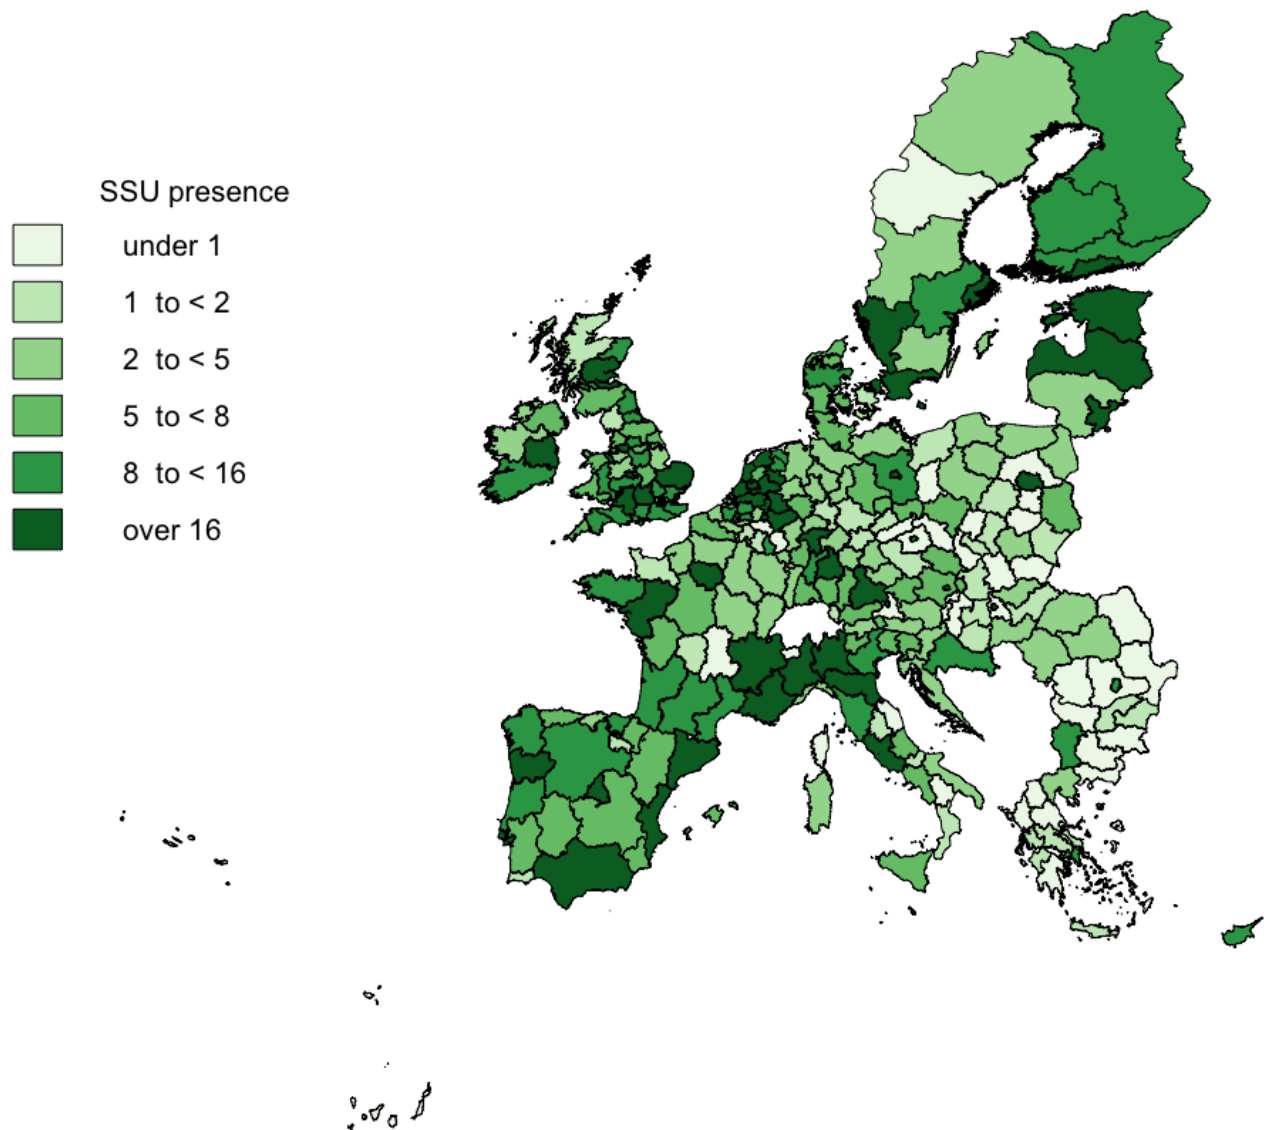 SSU presence
under 1
1 to < 2
2 to < 5
5 to < 8
8 to < 16
over 16